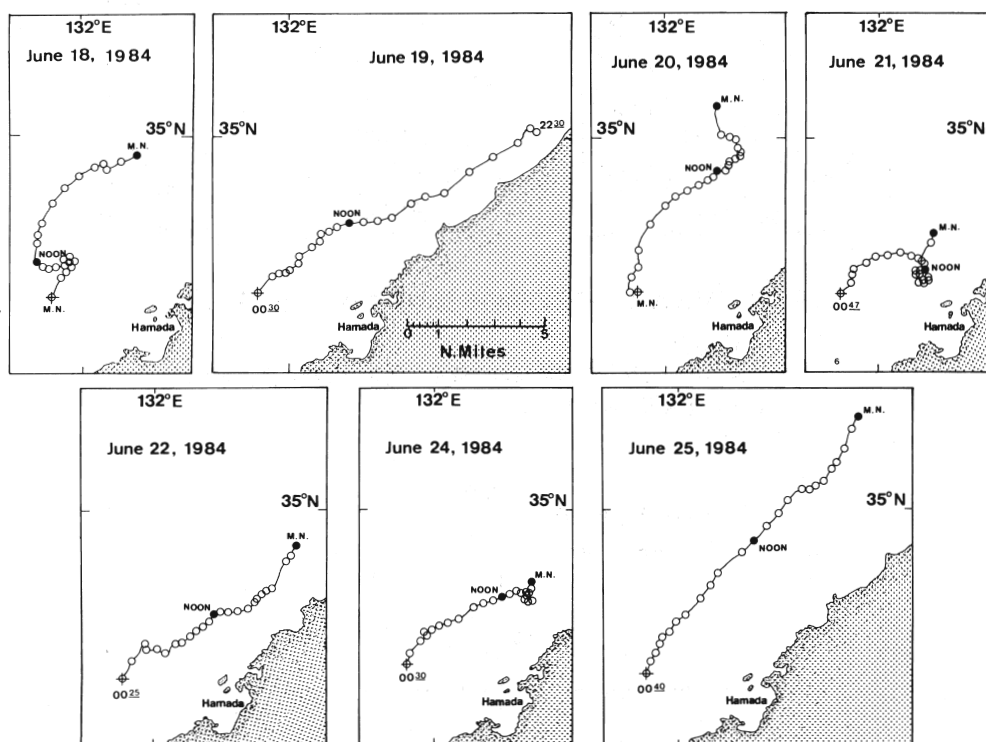 132°E
June 18, 1984
M.N.
NOON
M.N.
Hamada
132°E
June 19, 1984
35°N
22 30
NOON
00 30
Hamada
0 1 5
N.Miles
132°E
June 20, 1984
M.N.
35°N
NOON
M.N.
Hamada
132°E
June 21, 1984
35°N
M.N.
NOON
00 47
Hamada
6
132°E
June 22, 1984
35°N
M.N.
NOON
00 25
Hamada
132°E
June 24, 1984
35°N
M.N.
NOON
00 30
Hamada
132°E
M.N.
June 25, 1984
35°N
NOON
00 40
Hamada